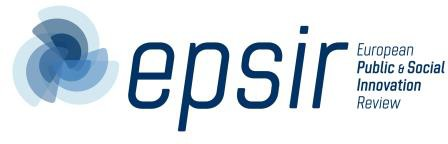 epsir
European
Public & Social
Innovation
Review